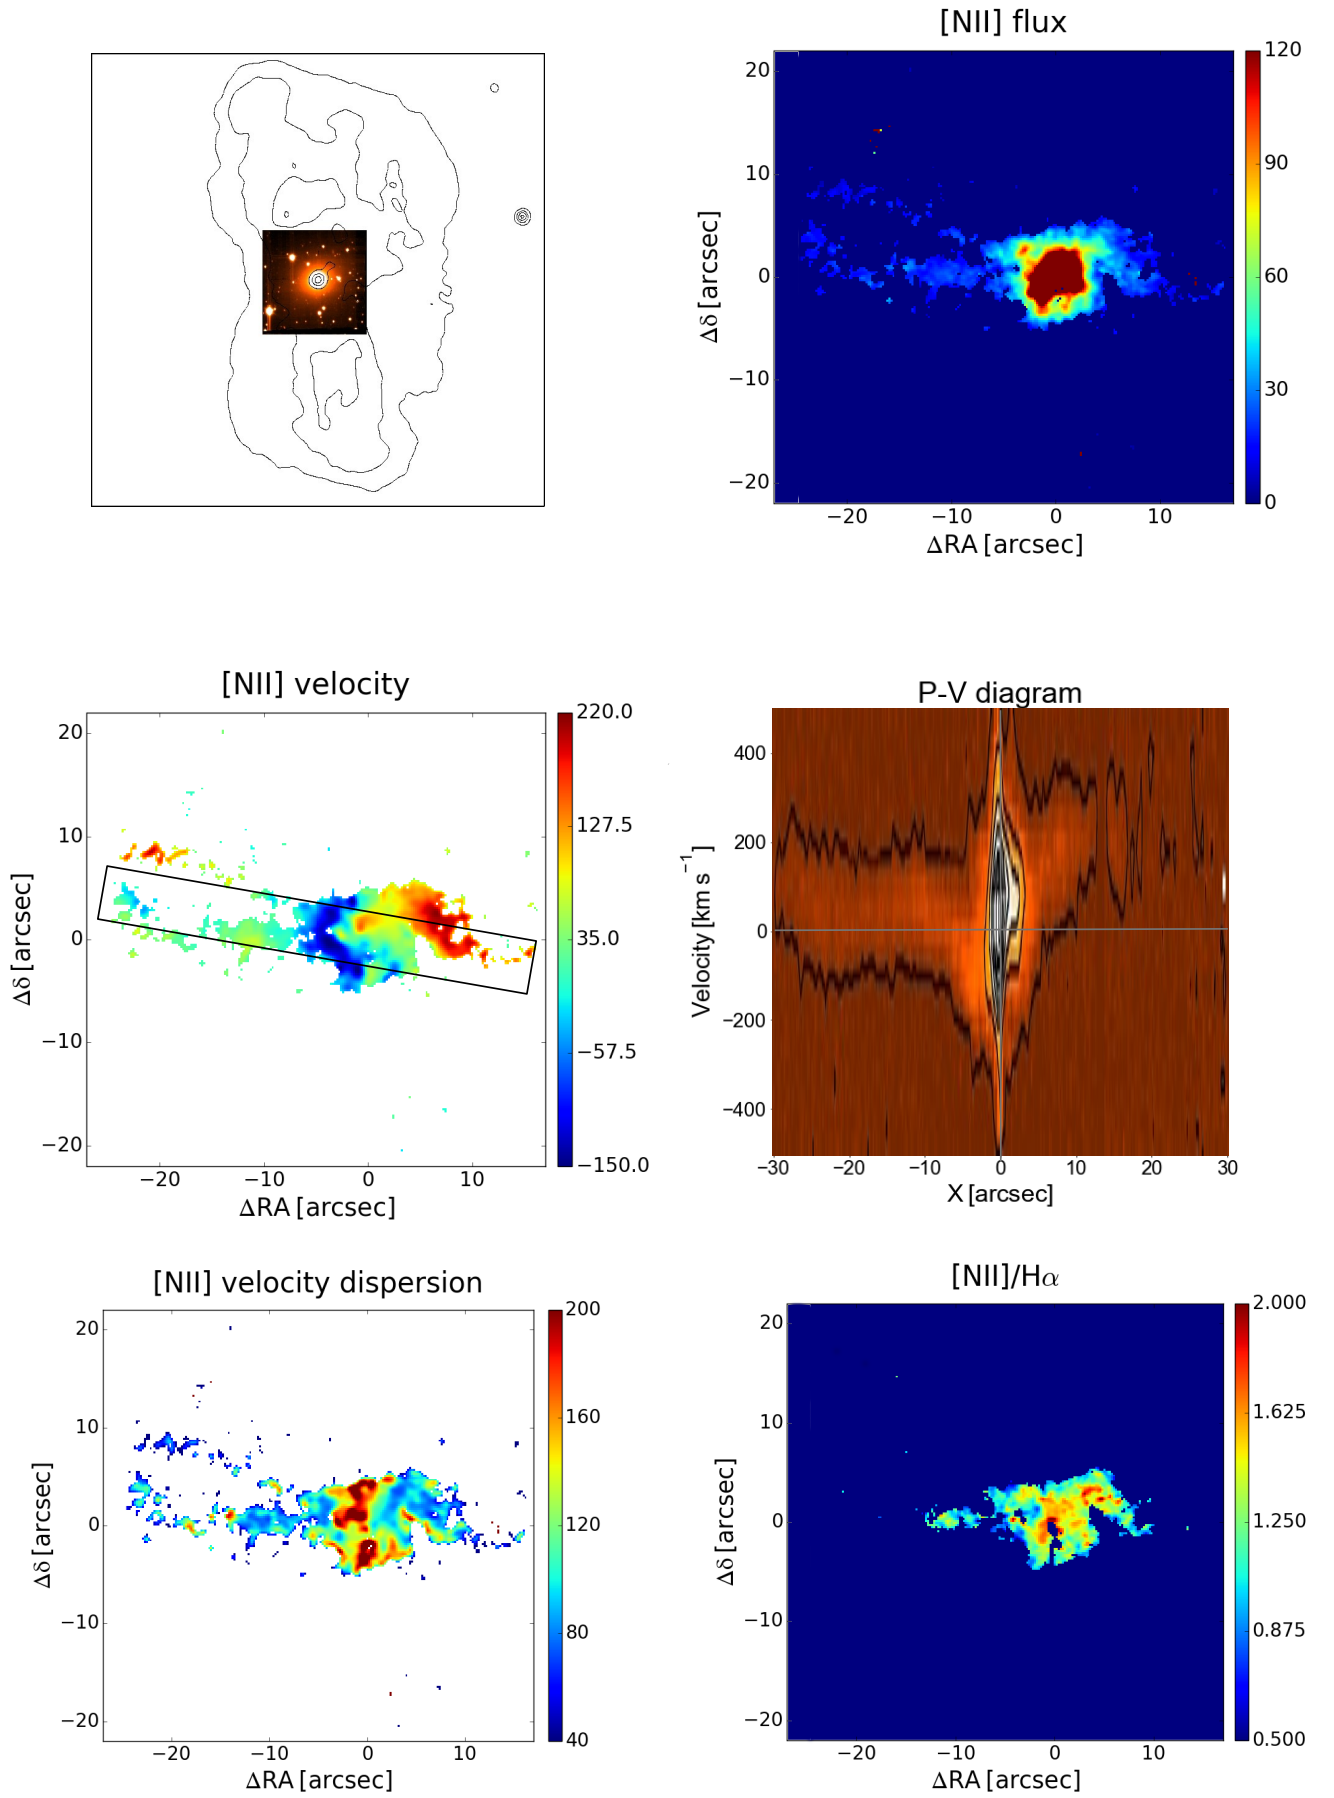 [NII] flux
120
90
60
30
0
20
10
0
−10
−20
Δδ [arcsec]
−20 −10 0 10
ΔRA [arcsec]
[NII] velocity
20
10
0
−10
−20
Δδ [arcsec]
−20 −10 0 10
ΔRA [arcsec]
220.0
127.5
35.0
−57.5
−150.0
P-V diagram
400
200
0
−200
−400
Velocity [km s−1]
−30 −20 −10 0 10 20 30
X [arcsec]
[NII] velocity dispersion
20
10
0
−10
−20
Δδ [arcsec]
−20 −10 0 10
ΔRA [arcsec]
200
160
120
80
40
[NII]/Hα
20
10
0
−10
−20
Δδ [arcsec]
−20 −10 0 10
ΔRA [arcsec]
2.000
1.625
1.250
0.875
0.500